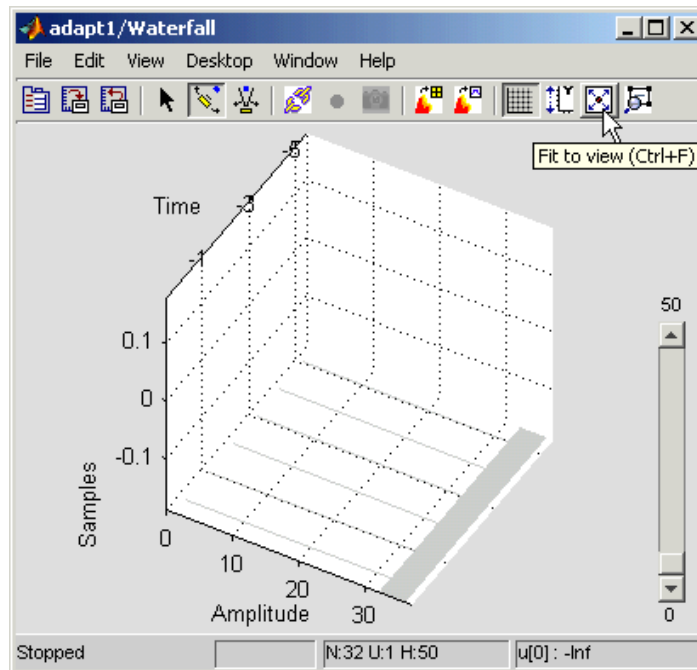 adapt1/Waterfall
File Edit View Desktop Window Help
Fit to view (Ctrl+F)
-5
Time
-3
-1
50
0.1
0
-0.1
Samples
0
10
20
30
Amplitude
0
Stopped N:32 U:1 H:50 u[0] : -Inf